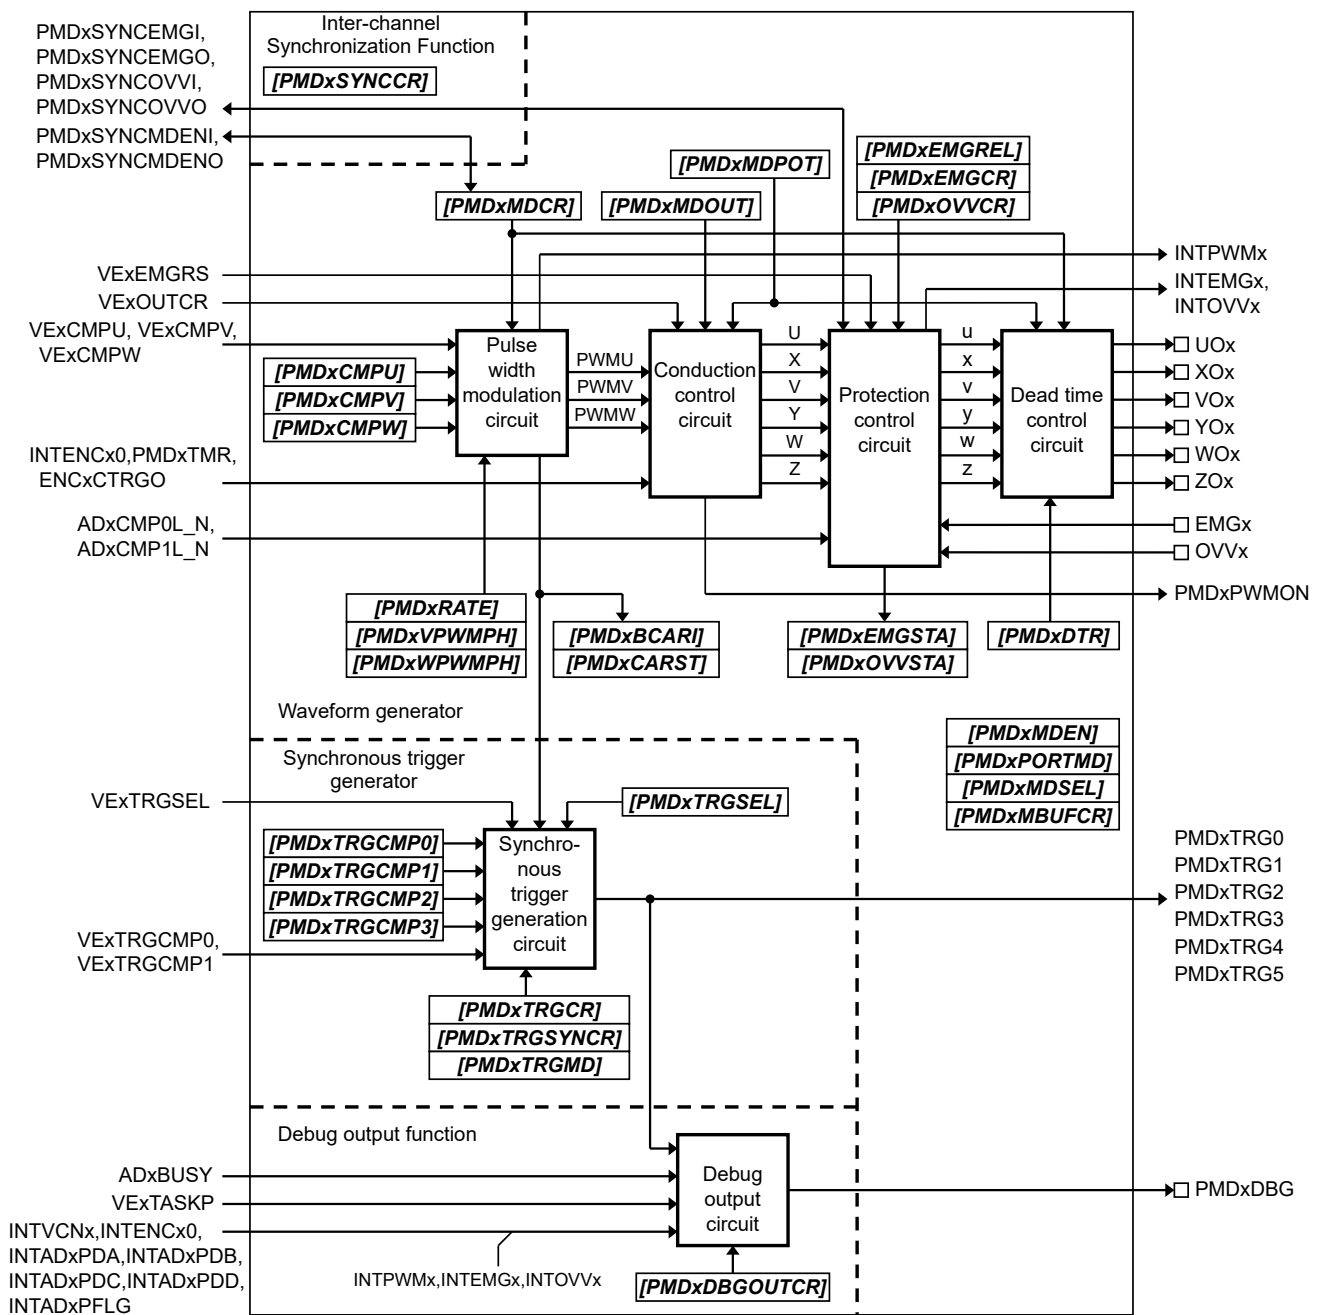 PMDxSYNCEMGI,
PMDxSYNCEMGO,
PMDxSYNCOVVI,
PMDxSYNCOVVO
PMDxSYNCMDENI,
PMDxSYNCMDENO
Inter-channel
Synchronization Function
[PMDxSYNCCR]
[PMDxMDCR]
[PMDxMDOUT]
[PMDxMDPOT]
[PMDxEMGREL]
[PMDxEMGCR]
[PMDxOVVCR]
VExEMGRS
VExOUTCR
VExCMPU, VExCMPV,
VExCMPW
[PMDxCMPU]
[PMDxCMPV]
[PMDxCMPW]
INTENCx0,PMDxTMR,
ENCxCTRGO
ADxCMP0L_N,
ADxCMP1L_N
Pulse
width
modulation
circuit
PWMU
PWMV
PWMW
Conduction
control
circuit
U
X
V
Y
W
Z
Protection
control
circuit
u
x
v
y
w
z
Dead time
control
circuit
INTPWMx
INTEMGx,
INTOVVx
UOx
XOx
VOx
YOx
WOx
ZOx
EMGx
OVVx
PMDxPWMON
[PMDxRATE]
[PMDxVPWMPH]
[PMDxWPWMPH]
[PMDxBCARI]
[PMDxCARST]
[PMDxEMGSTA]
[PMDxOVVSTA]
[PMDxDTR]
Waveform generator
[PMDxMDEN]
[PMDxPORTMD]
[PMDxMDSEL]
[PMDxMBUFCR]
Synchronous trigger
generator
VExTRGSEL
[PMDxTRGSEL]
[PMDxTRGCMP0]
[PMDxTRGCMP1]
[PMDxTRGCMP2]
[PMDxTRGCMP3]
VExTRGCMP0,
VExTRGCMP1
Synchro-
nous
trigger
generation
circuit
PMDxTRG0
PMDxTRG1
PMDxTRG2
PMDxTRG3
PMDxTRG4
PMDxTRG5
[PMDxTRGCR]
[PMDxTRGSYNCR]
[PMDxTRGMD]
Debug output function
ADxBUSY
VExTASKP
INTVCNx,INTENCx0,
INTADxPDA,INTADxPDB,
INTADxPDC,INTADxPDD,
INTADxPFLG
INTPWMx,INTEMGx,INTOVVx
Debug
output
circuit
[PMDxDBGOUTCR]
PMDxDBG